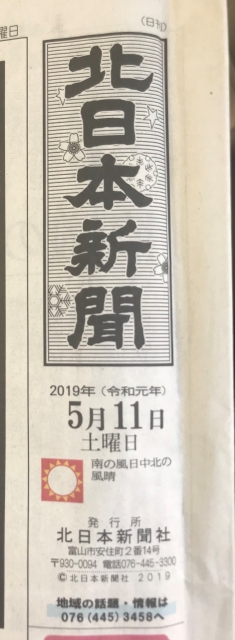 曜日
(日刊)
北日本新聞
2019年(令和元年)
5月11日
土曜日
南の風日中北の
風晴
発行所
北日本新聞社
富山市安住町2番14号
〒930-0094 電話076-445-3300
©北日本新聞社 2019
地域の話題・情報は
076(445)3458へ